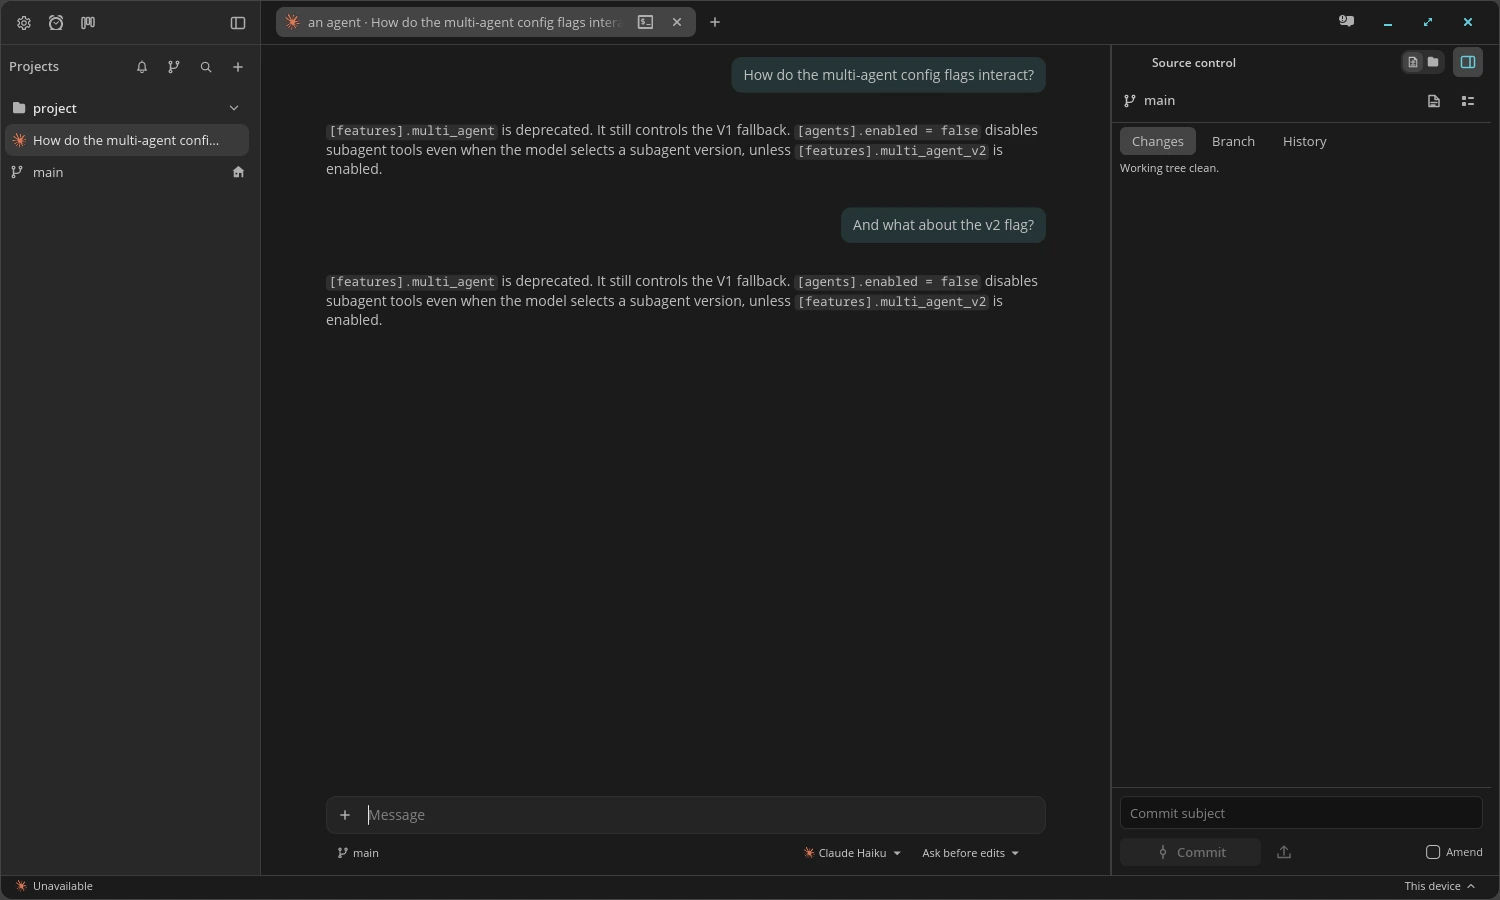 an agent · How do the multi-agent config flags inter
Projects
project
How do the multi-agent confi...
main
How do the multi-agent config flags interact?
[features].multi_agent is deprecated. It still controls the V1 fallback. [agents].enabled = false disables
subagent tools even when the model selects a subagent version, unless [features].multi_agent_v2 is
enabled.
And what about the v2 flag?
[features].multi_agent is deprecated. It still controls the V1 fallback. [agents].enabled = false disables
subagent tools even when the model selects a subagent version, unless [features].multi_agent_v2 is
enabled.
Message
main
Claude Haiku
Ask before edits
Source control
main
Changes Branch History
Working tree clean.
Commit subject
Commit
Amend
Unavailable
This device